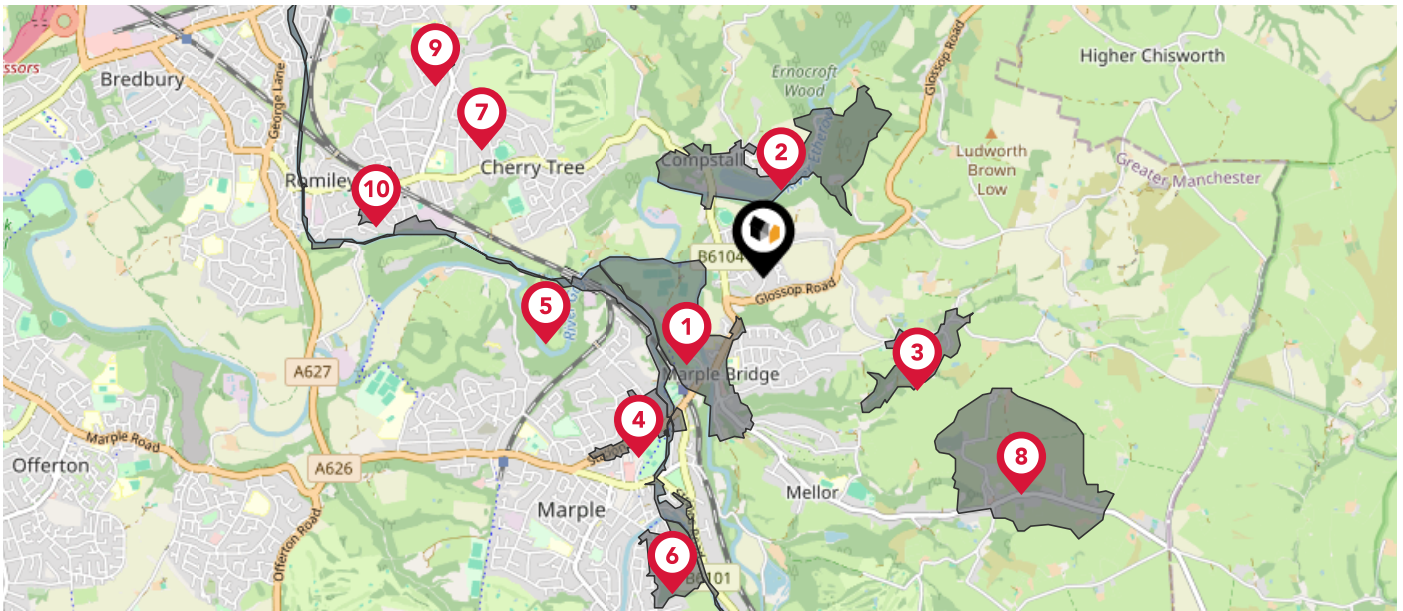 ssors
Bredbury
George Lane
9
7
Cherry Tree
Romiley
10
Ernocroft
Wood
Compstall
2
River Etherow
Glossop Road
Higher Chisworth
Ludworth
Brown
Low
Greater Manchester
B6104
Glossop Road
5
1
Marple Bridge
3
A627
4
8
Marple Road
Offerton
A626
Offerton Road
Marple
Mellor
6
B6101